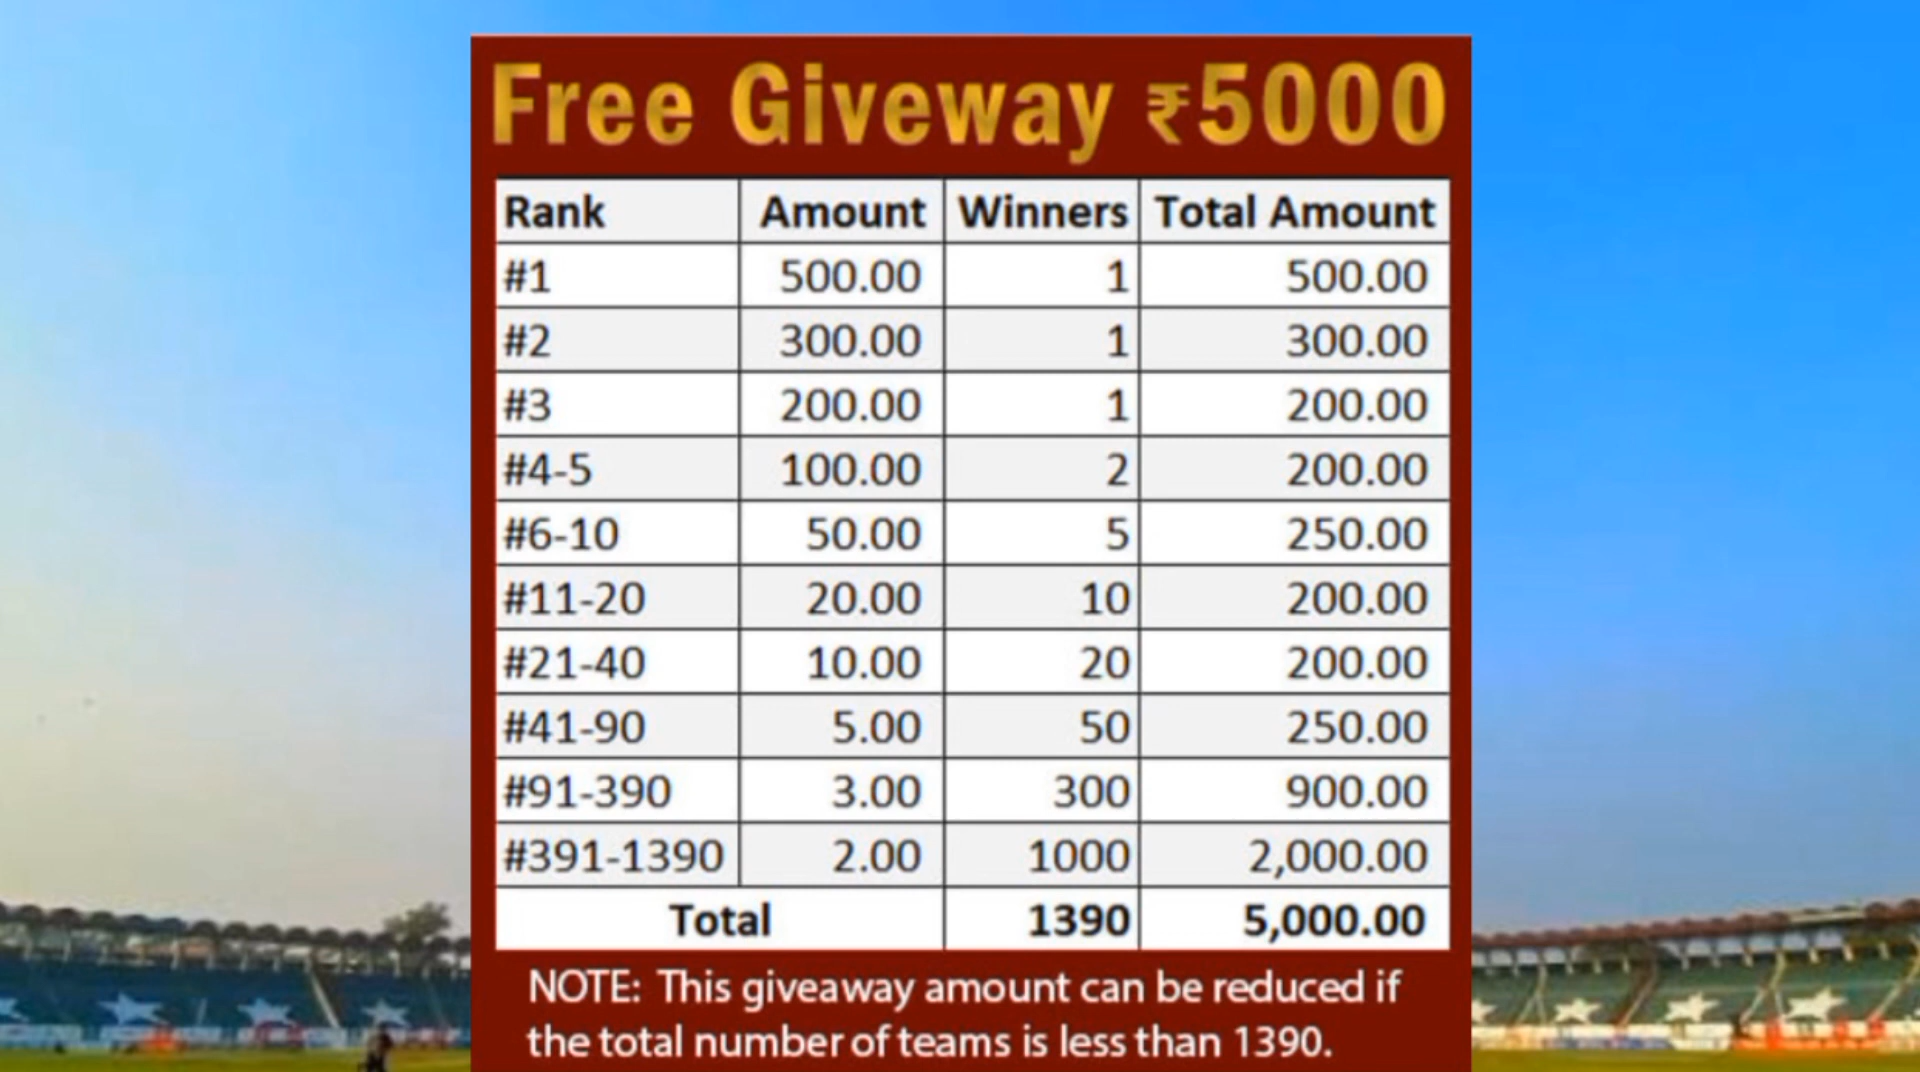 Free Giveway ₹5000
Rank Amount Winners Total Amount
#1 500.00 1 500.00
#2 300.00 1 300.00
#3 200.00 1 200.00
#4-5 100.00 2 200.00
#6-10 50.00 5 250.00
#11-20 20.00 10 200.00
#21-40 10.00 20 200.00
#41-90 5.00 50 250.00
#91-390 3.00 300 900.00
#391-1390 2.00 1000 2,000.00
Total 1390 5,000.00
NOTE: This giveaway amount can be reduced if
the total number of teams is less than 1390.